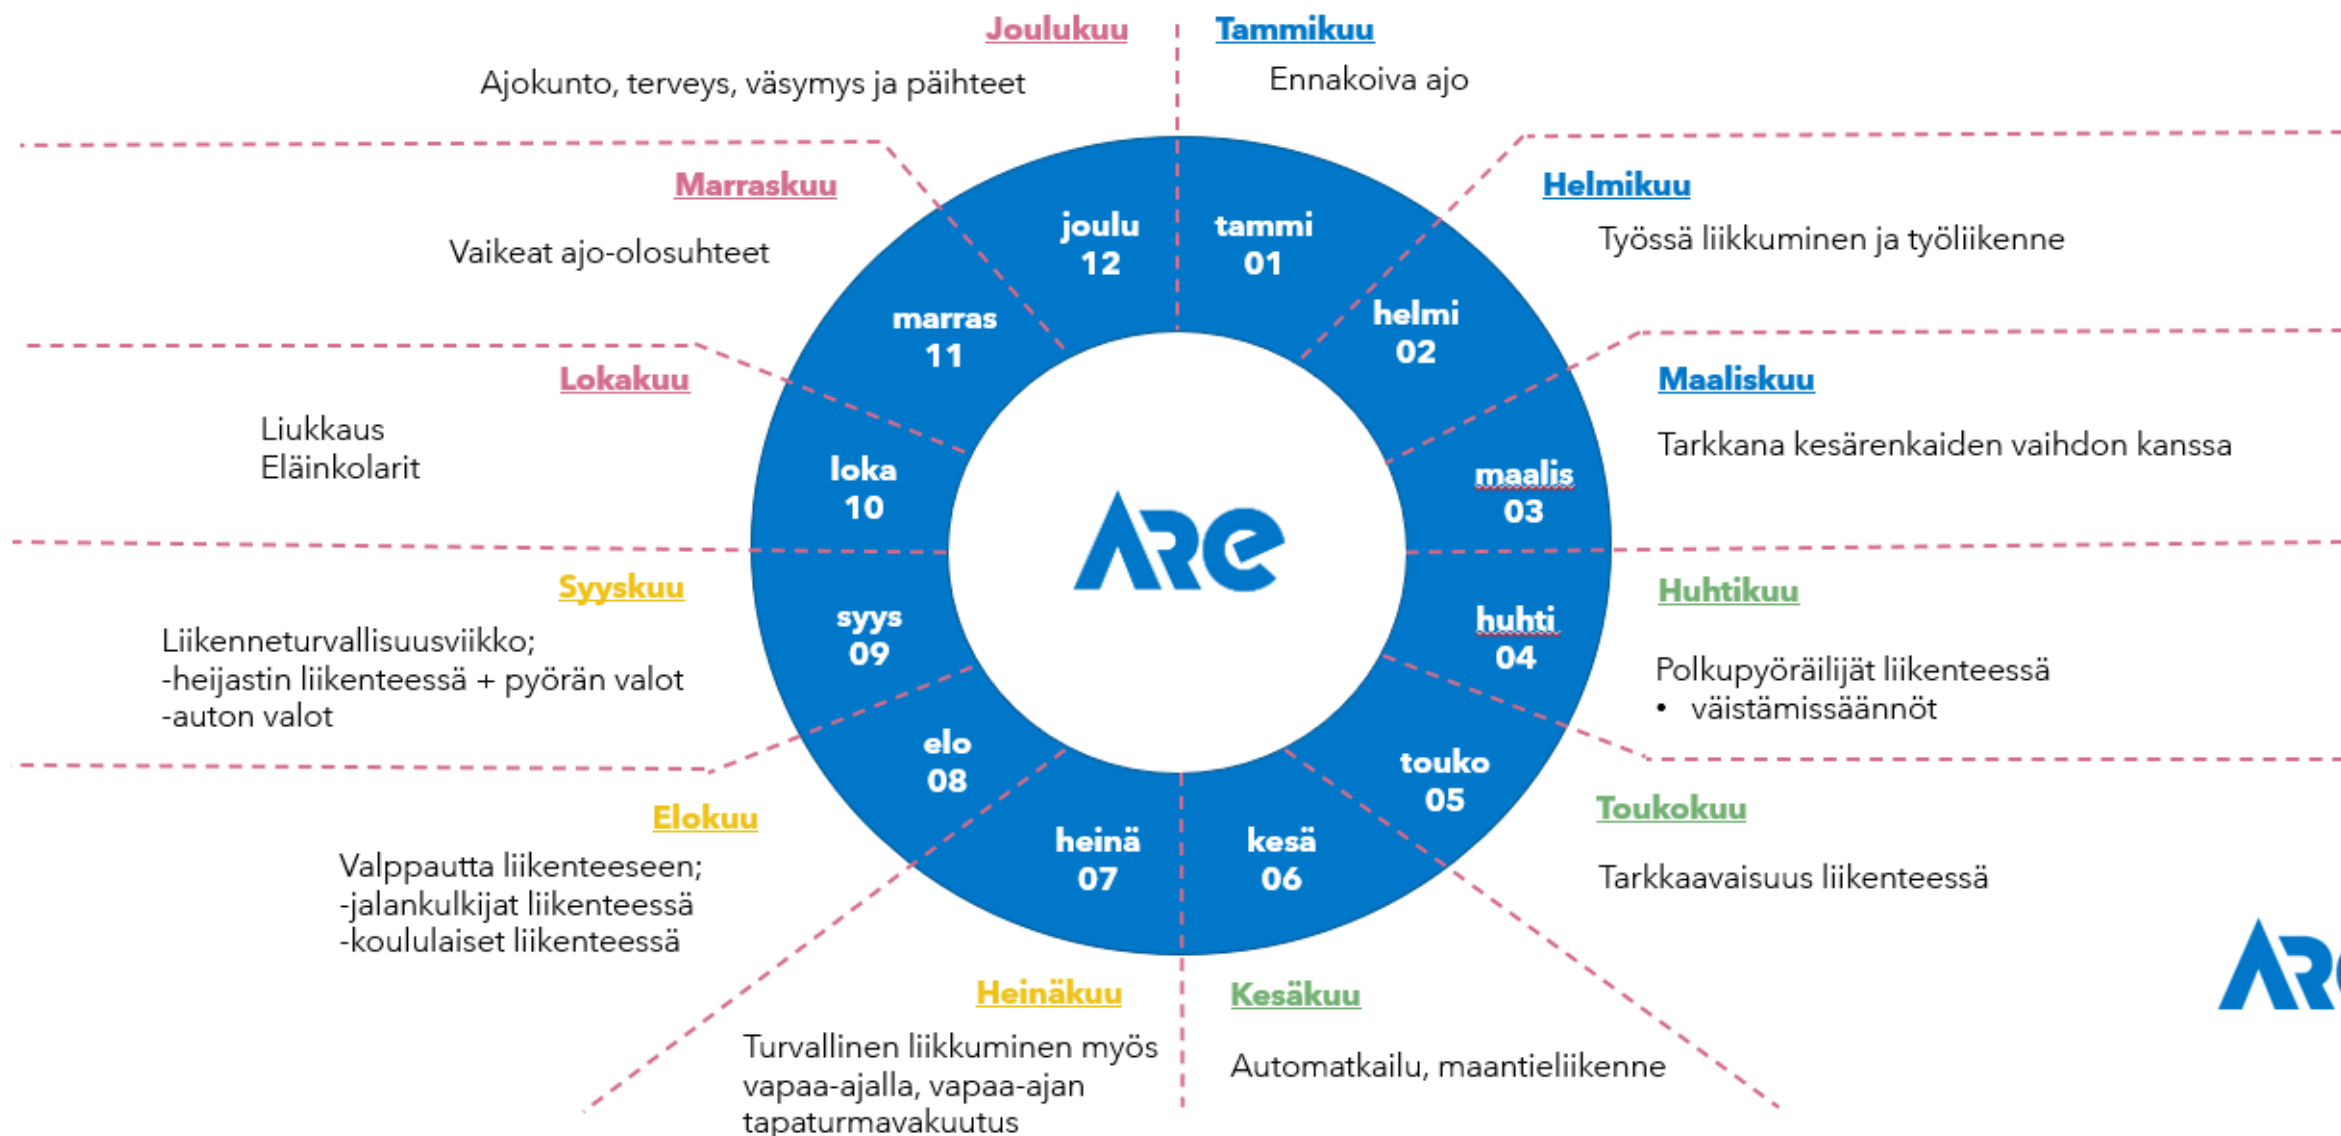 Joulukuu
Ajokunto, terveys, väsymys ja päihteet
Tammikuu
Ennakoiva ajo
Marraskuu
Vaikeat ajo-olosuhteet
Helmikuu
Työssä liikkuminen ja työliikenne
Lokakuu
Liukkaus
Eläinkolarit
Maaliskuu
Tarkkana kesärenkaiden vaihdon kanssa
Syyskuu
Liikenneturvallisuusviikko;
-heijastin liikenteessä + pyörän valot
-auton valot
Huhtikuu
Polkupyöräilijät liikenteessä
• väistämissäännöt
Elokuu
Valppautta liikenteeseen;
-jalankulkijat liikenteessä
-koululaiset liikenteessä
Toukokuu
Tarkkaavaisuus liikenteessä
Heinäkuu
Turvallinen liikkuminen myös
vapaa-ajalla, vapaa-ajan
tapaturmavakuutus
Kesäkuu
Automatkailu, maantieliikenne
joulu
12
tammi
01
helmi
02
maalis
03
huhti
04
touko
05
kesä
06
heinä
07
elo
08
syys
09
loka
10
marras
11
ARe
ARe